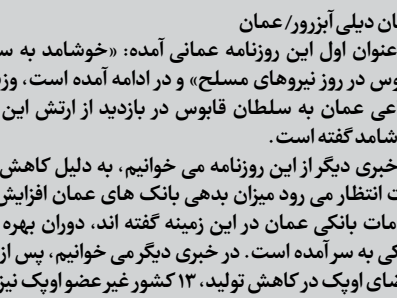 ان دیلی آبزرور/ عمان
عنوان اول این روزنامه عمانی آمده: «خوشامد به
وس در روز نیروهای مسلح» و در ادامه آمده است،
عی عمان به سلطان قابوس در بازدید از ارتش این
شامد گفته است.
خبری دیگر از این روزنامه می خوانیم، به دلیل کاهش
ت انتظار می رود میزان بدهی بانک های عمان افزایش
مات بانکی عمان در این زمینه گفته اند، دوران بهره
کی به سر آمده است. در خبری دیگر می خوانیم، پس از
ضای اوپک در کاهش تولید، ۱۳ کشور غیر عضو اوپک نیز